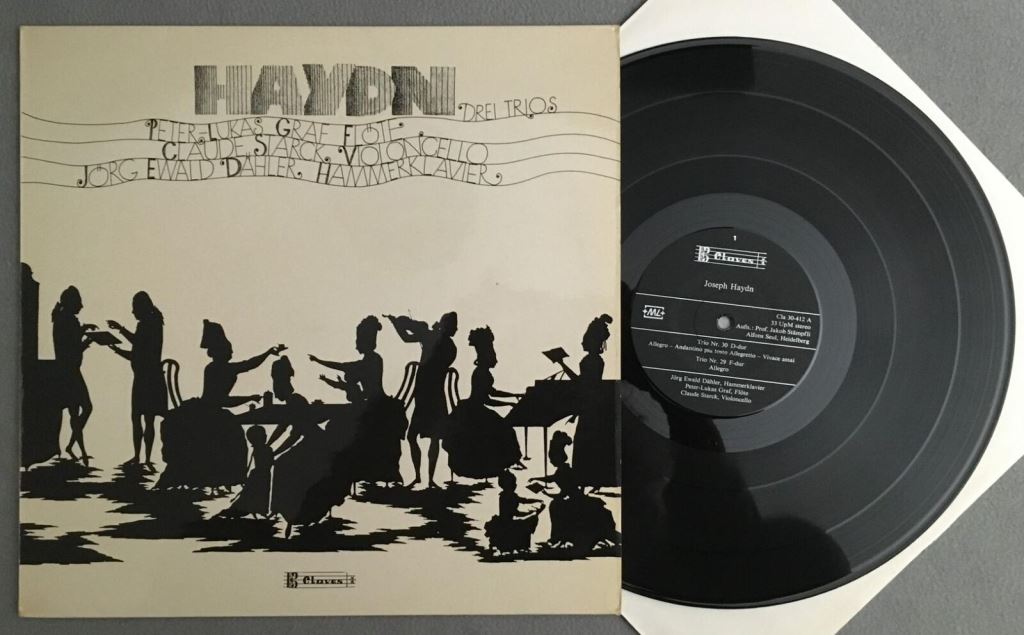 HAYDN
DREI TRIOS
PETER-LUKAS GRAF, FLÖTE
CLAUDE STARCK, VIOLONCELLO
JÖRG EWALD DÄHLER, HAMMERKLAVIER
Claves
1
Claves
Joseph Haydn
Cla 30-412 A
33 UpM stereo
Aufn.: Prof. Jakob Stämpfli
Alfons Seul, Heidelberg
Trio Nr. 30 D-dur
Allegro – Andantino più tosto Allegretto – Vivace assai
Trio Nr. 29 F-dur
Allegro
Jörg Ewald Dähler, Hammerklavier
Peter-Lukas Graf, Flöte
Claude Starck, Violoncello